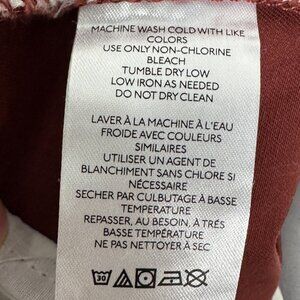 MACHINE WASH COLD WITH LIKE
COLORS
USE ONLY NON-CHLORINE
BLEACH
TUMBLE DRY LOW
LOW IRON AS NEEDED
DO NOT DRY CLEAN
LAVER À LA MACHINE À L'EAU
FROIDE AVEC COULEURS
SIMILAIRES
UTILISER UN AGENT DE
BLANCHIMENT SANS CHLORE SI
NÉCESSAIRE
SECHER PAR CULBUTAGE À BASSE
TEMPERATURE
REPASSER, AU BESOIN, À TRÉS
BASSE TEMPÉRATURE
NE PAS NETTOYER À SEC
30